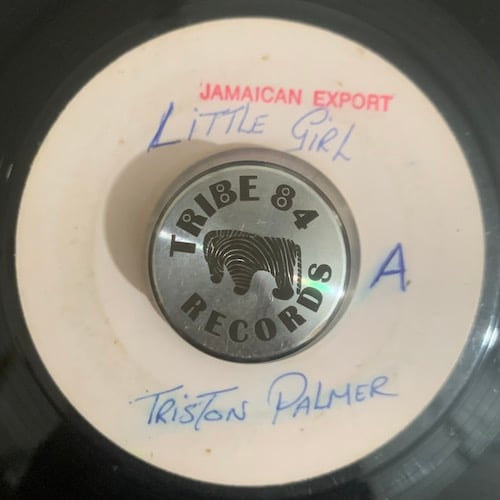 JAMAICAN EXPORT
LITTLE GIRL
TRIBE 84
RECORDS
A
TRISTON PALMER